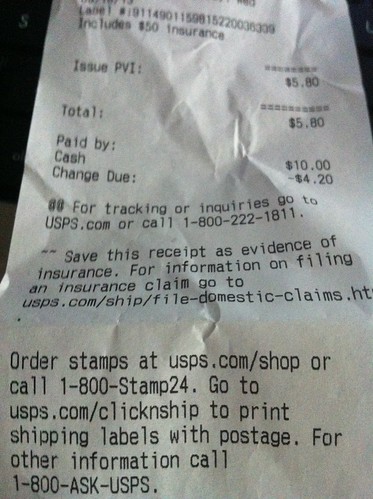 Label #:9114901159815220036309
Includes $50 insurance
========
Issue PVI: $5.80
==========
Total: $5.80
Paid by:
Cash $10.00
Change Due: -$4.20
@@ For tracking or inquiries go to
USPS.com or call 1-800-222-1811.
~~ Save this receipt as evidence of
insurance. For information on filing
an insurance claim go to
usps.com/ship/file-domestic-claims.ht
Order stamps at usps.com/shop or
call 1-800-Stamp24. Go to
usps.com/clicknship to print
shipping labels with postage. For
other information call
1-800-ASK-USPS.